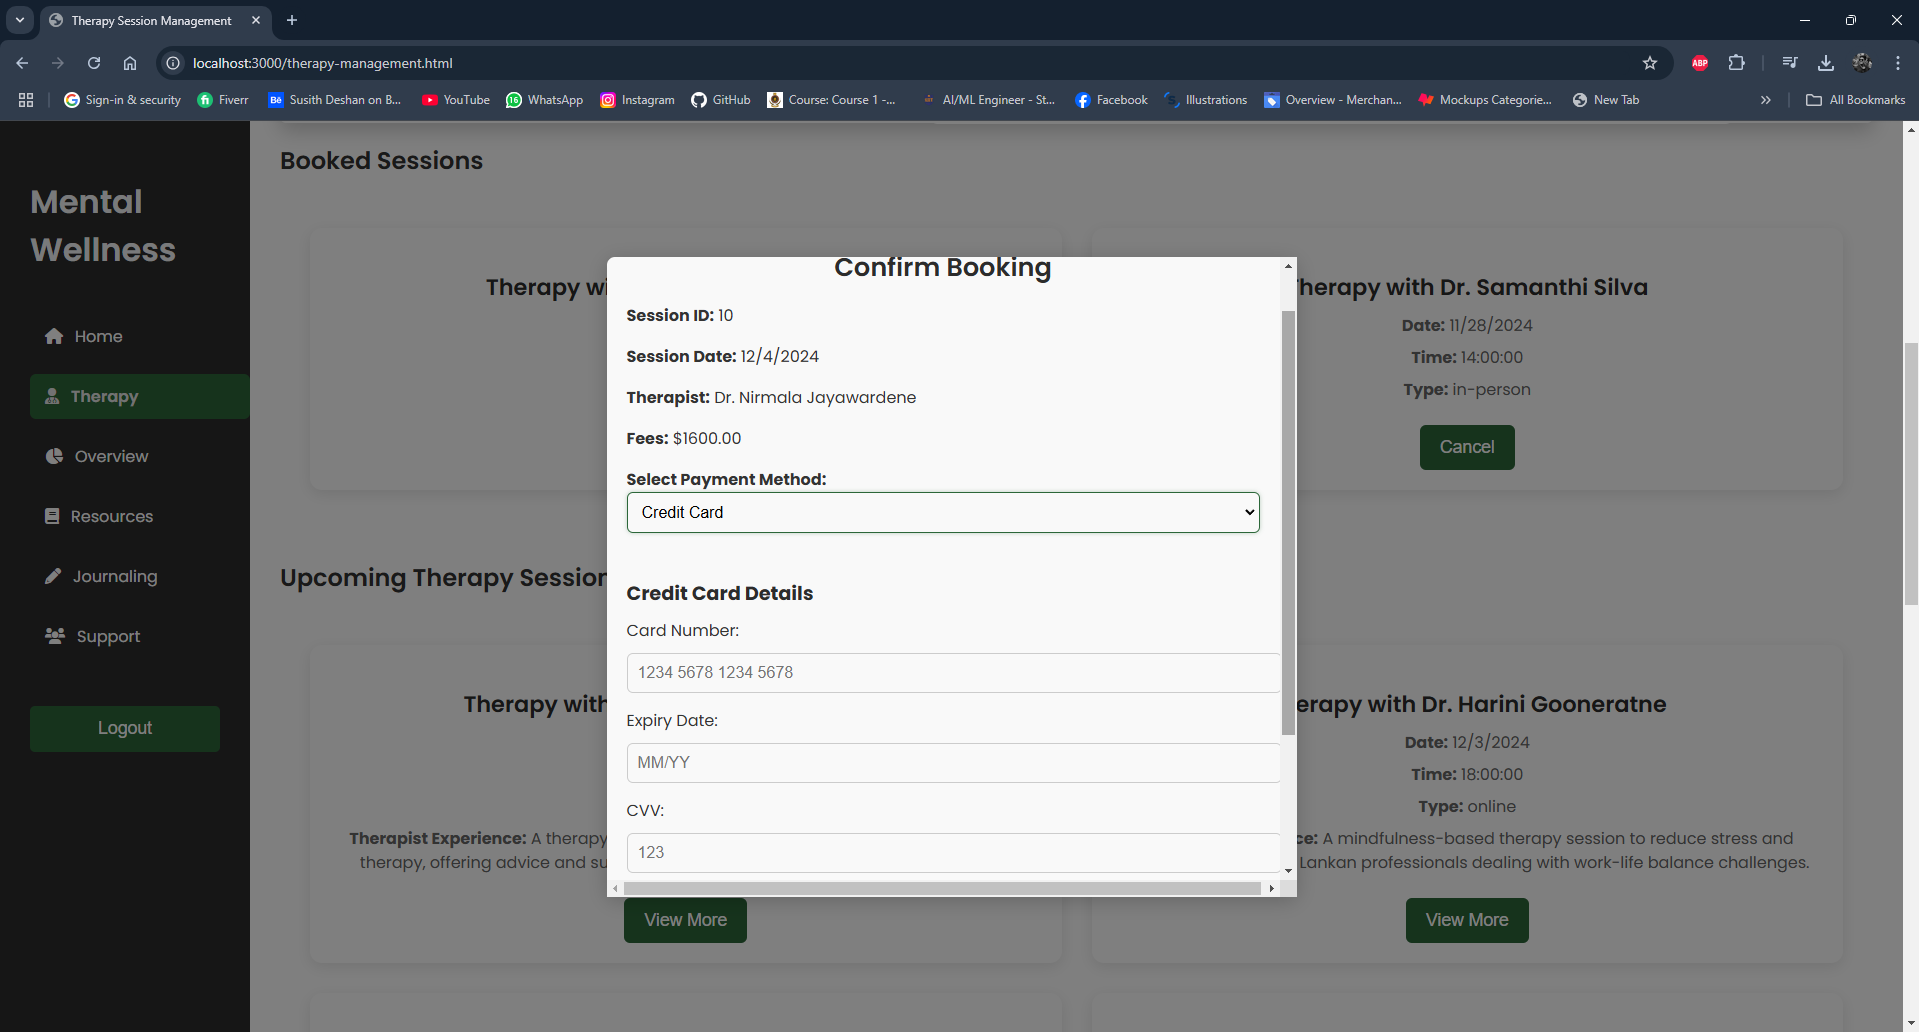 Therapy Session Management
localhost:3000/therapy-management.html
ABP
Sign-in & security
Fiverr
Susith Deshan on B...
YouTube
16
WhatsApp
Instagram
GitHub
Course: Course 1 -...
AI/ML Engineer - St...
Facebook
Illustrations
Overview - Merchan...
Mockups Categorie...
New Tab
All Bookmarks
Mental
Wellness
Home
Therapy
Overview
Resources
Journaling
Support
Logout
Booked Sessions
Therapy wi
Therapy with Dr. Samanthi Silva
Date: 11/28/2024
Time: 14:00:00
Type: in-person
Cancel
Confirm Booking
Session ID: 10
Session Date: 12/4/2024
Therapist: Dr. Nirmala Jayawardene
Fees: $1600.00
Select Payment Method:
Credit Card
Credit Card Details
Card Number:
1234 5678 1234 5678
Expiry Date:
MM/YY
CVV:
123
Upcoming Therapy Session
Therapy with
Therapist Experience: A therapy
therapy, offering advice and su
View More
erapy with Dr. Harini Gooneratne
Date: 12/3/2024
Time: 18:00:00
Type: online
ce: A mindfulness-based therapy session to reduce stress and
Lankan professionals dealing with work-life balance challenges.
View More